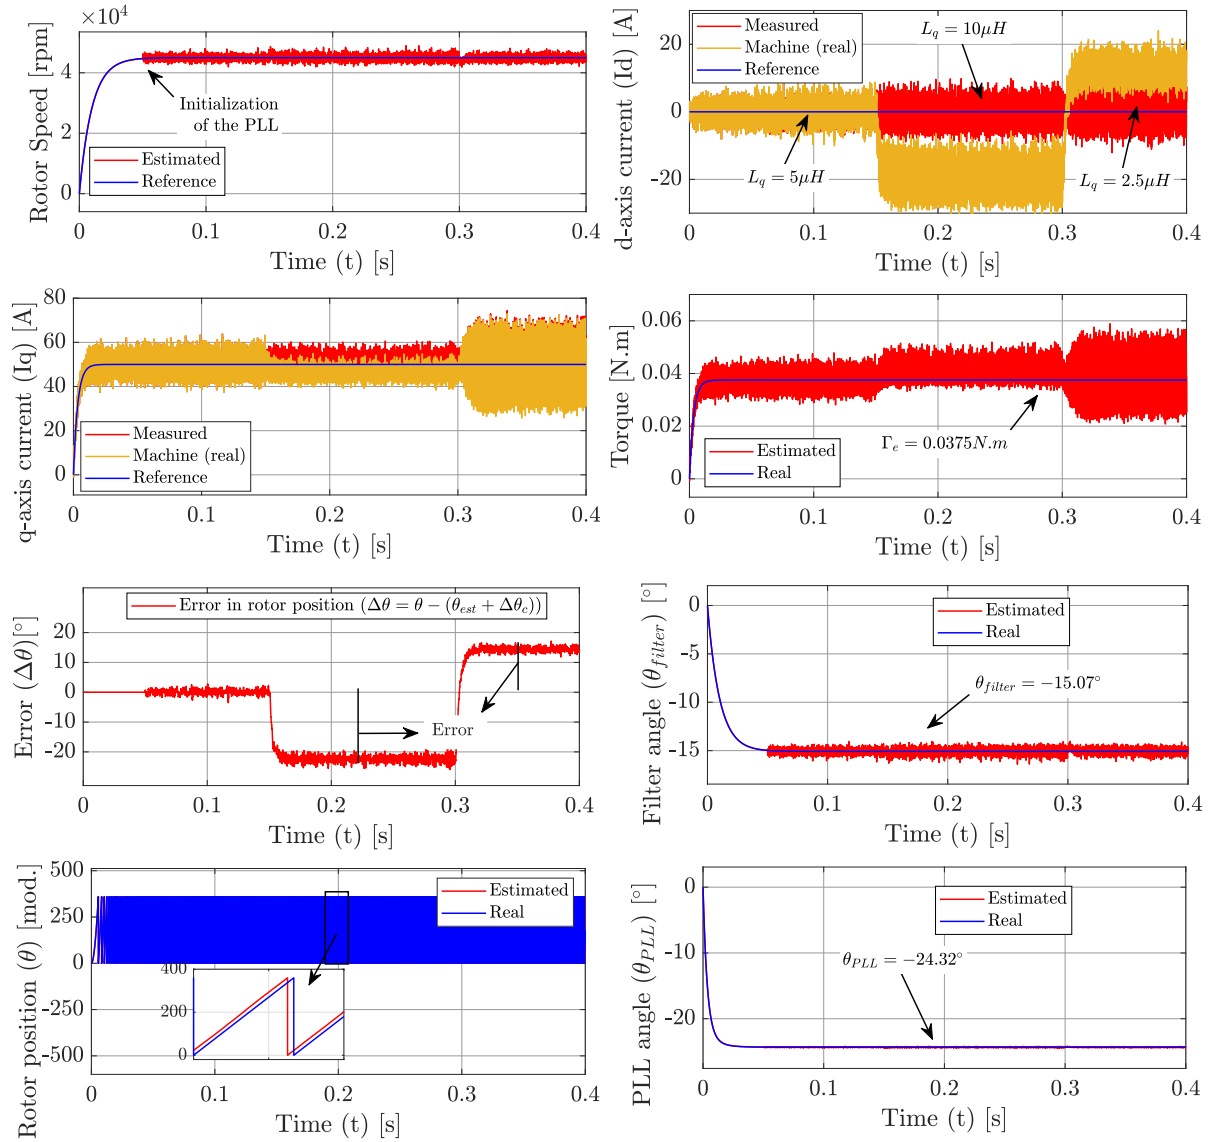 ×10⁴
Rotor Speed [rpm]
4
2
0
Initialization
of the PLL
Estimated
Reference
0 0.1 0.2 0.3 0.4
Time (t) [s]
d-axis current (Id) [A]
20
0
-20
Measured
Machine (real)
Reference
L_q = 10μH
L_q = 5μH
L_q = 2.5μH
0 0.1 0.2 0.3 0.4
Time (t) [s]
q-axis current (Iq) [A]
80
60
40
20
0
Measured
Machine (real)
Reference
0 0.1 0.2 0.3 0.4
Time (t) [s]
Torque [N.m]
0.06
0.04
0.02
0
Estimated
Real
Γ_e = 0.0375N.m
0 0.1 0.2 0.3 0.4
Time (t) [s]
Error (Δθ)[°]
20
10
0
-10
-20
Error in rotor position (Δθ = θ − (θ_est + Δθ_c))
Error
0 0.1 0.2 0.3 0.4
Time (t) [s]
Filter angle (θ_filter) [°]
0
-5
-10
-15
Estimated
Real
θ_filter = −15.07°
0 0.1 0.2 0.3 0.4
Time (t) [s]
Rotor position (θ) [mod.]
500
250
0
-250
-500
Estimated
Real
400
200
0
0 0.1 0.2 0.3 0.4
Time (t) [s]
PLL angle (θ_PLL) [°]
0
-10
-20
Estimated
Real
θ_PLL = −24.32°
0 0.1 0.2 0.3 0.4
Time (t) [s]